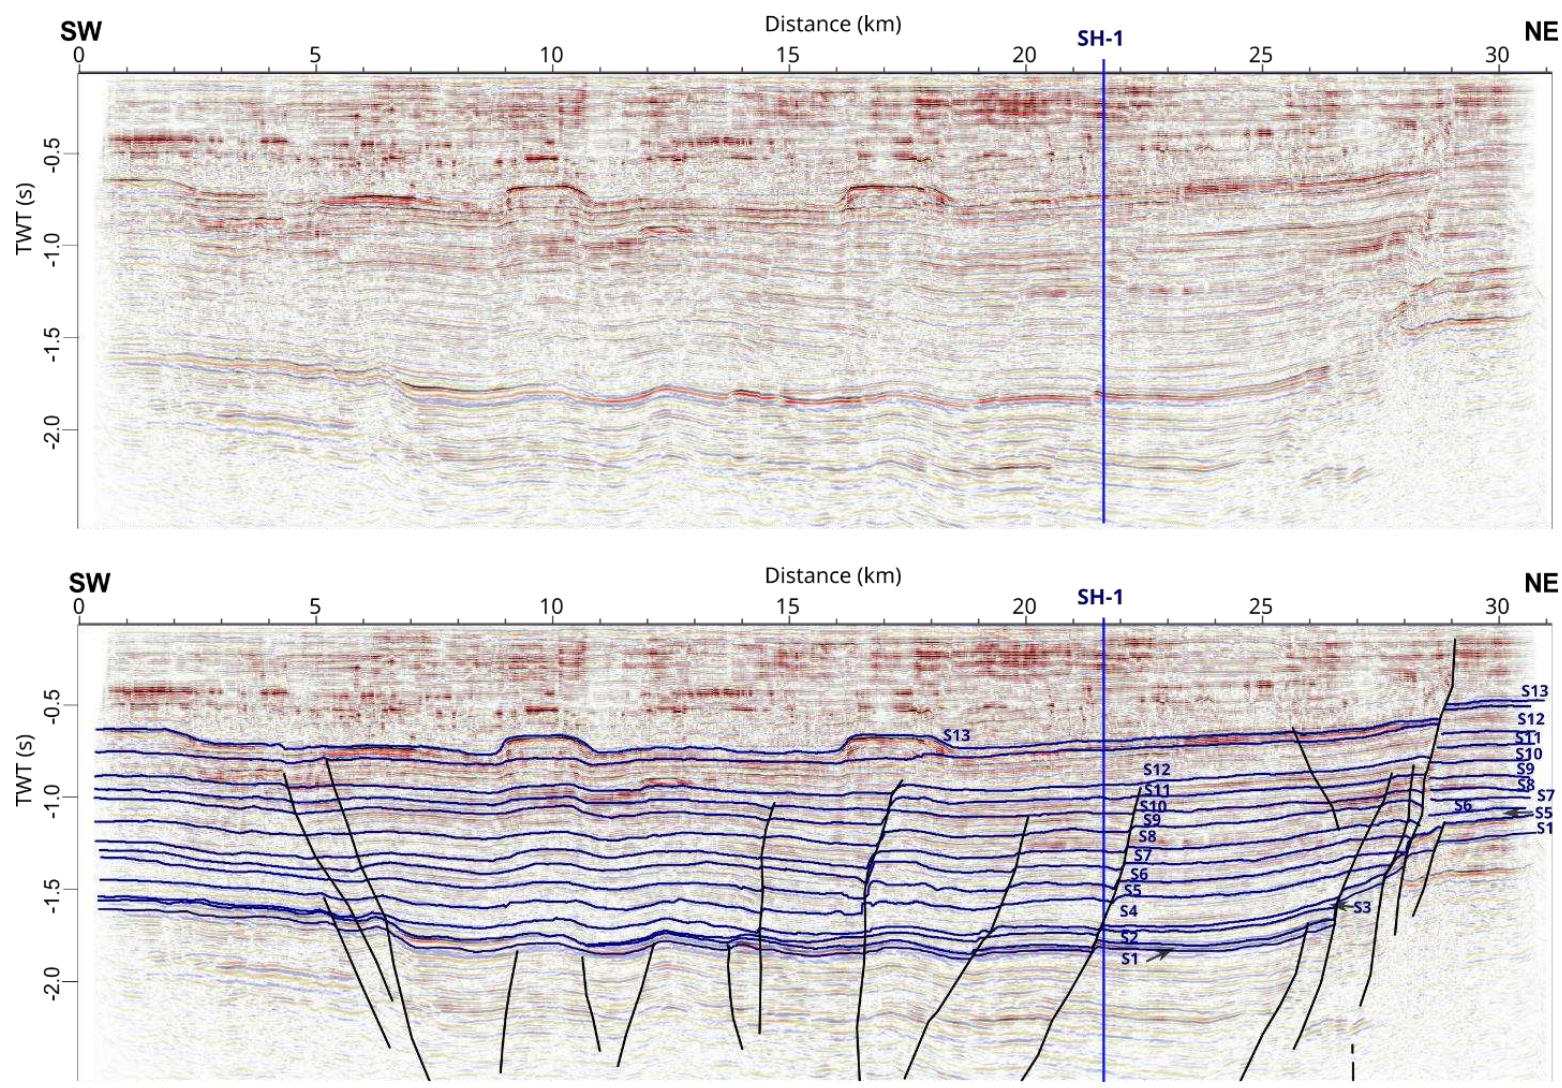 Distance (km)
SW SH-1 NE
0 5 10 15 20 25 30
TWT (s)
-0.5
-1.0
-1.5
-2.0
Distance (km)
SW SH-1 NE
0 5 10 15 20 25 30
TWT (s)
-0.5
-1.0
-1.5
-2.0
S13
S12
S11
S10
S9
S8
S7
S6
S5
S4
S3
S2
S1
S13
S12
S11
S10
S9
S8
S7
S6
S5
S1